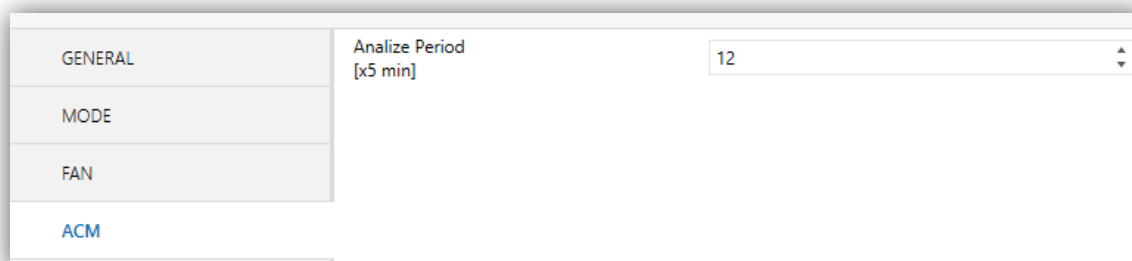 GENERAL
MODE
FAN
ACM
Analize Period
[x5 min]
12